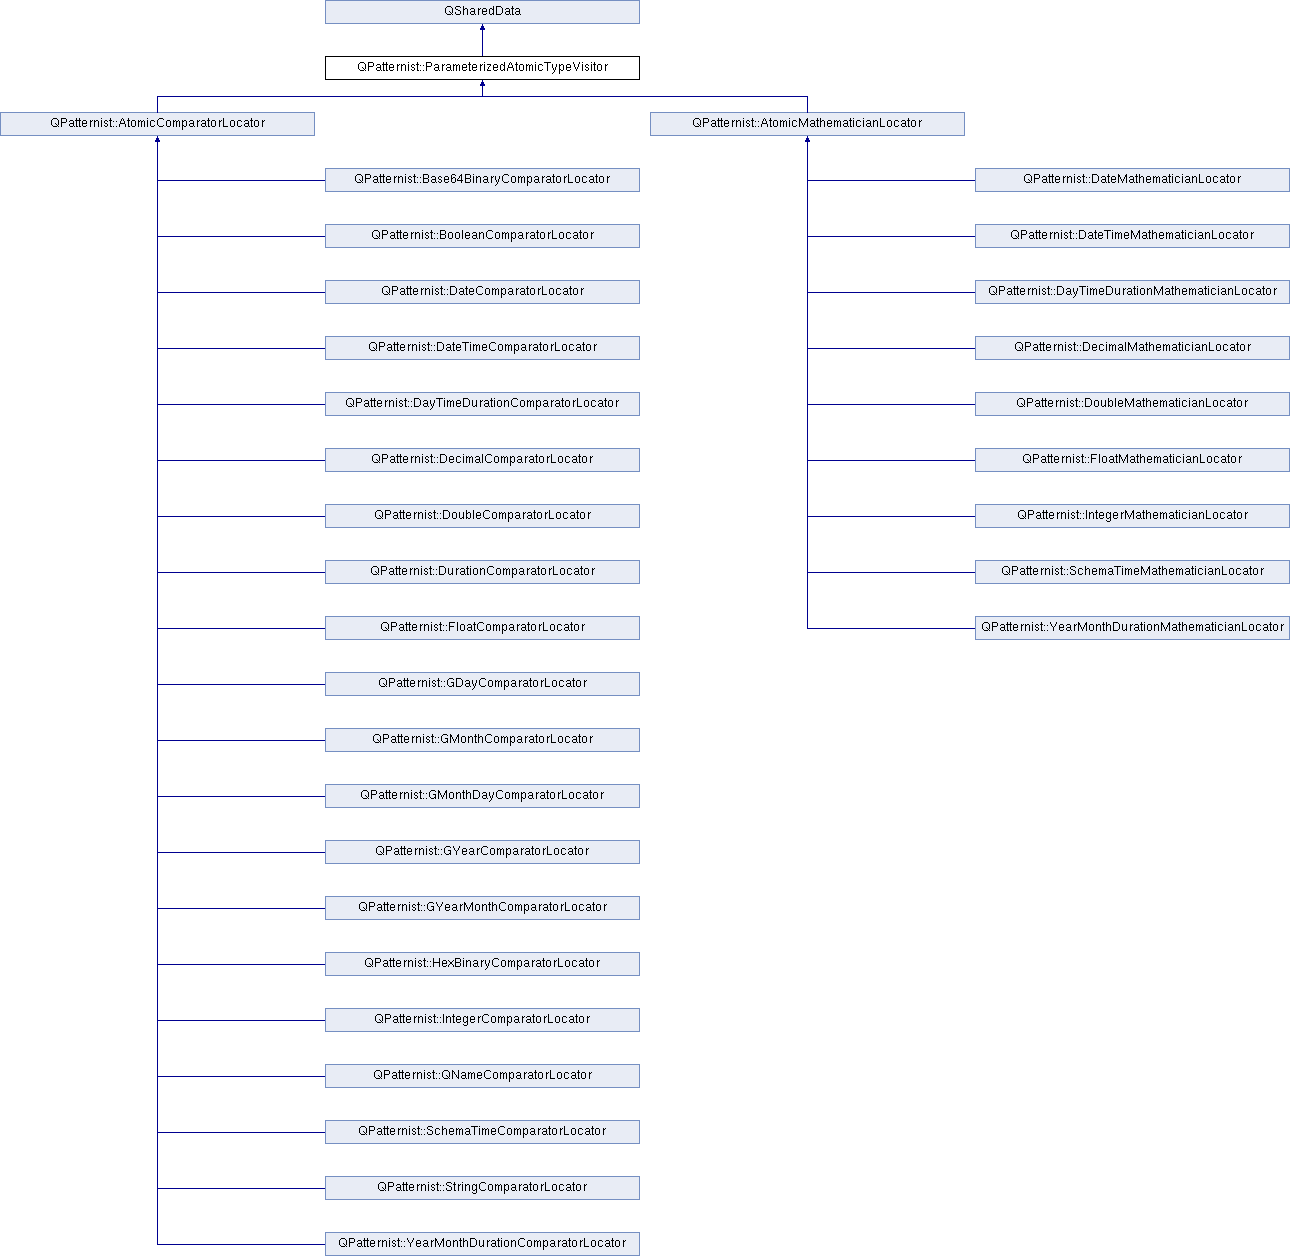 QSharedData
QPatternist::ParameterizedAtomicTypeVisitor
QPatternist::AtomicComparatorLocator
QPatternist::AtomicMathematicianLocator
QPatternist::Base64BinaryComparatorLocator
QPatternist::DateMathematicianLocator
QPatternist::BooleanComparatorLocator
QPatternist::DateTimeMathematicianLocator
QPatternist::DateComparatorLocator
QPatternist::DayTimeDurationMathematicianLocator
QPatternist::DateTimeComparatorLocator
QPatternist::DecimalMathematicianLocator
QPatternist::DayTimeDurationComparatorLocator
QPatternist::DoubleMathematicianLocator
QPatternist::DecimalComparatorLocator
QPatternist::FloatMathematicianLocator
QPatternist::DoubleComparatorLocator
QPatternist::IntegerMathematicianLocator
QPatternist::DurationComparatorLocator
QPatternist::SchemaTimeMathematicianLocator
QPatternist::FloatComparatorLocator
QPatternist::YearMonthDurationMathematicianLocator
QPatternist::GDayComparatorLocator
QPatternist::GMonthComparatorLocator
QPatternist::GMonthDayComparatorLocator
QPatternist::GYearComparatorLocator
QPatternist::GYearMonthComparatorLocator
QPatternist::HexBinaryComparatorLocator
QPatternist::IntegerComparatorLocator
QPatternist::QNameComparatorLocator
QPatternist::SchemaTimeComparatorLocator
QPatternist::StringComparatorLocator
QPatternist::YearMonthDurationComparatorLocator